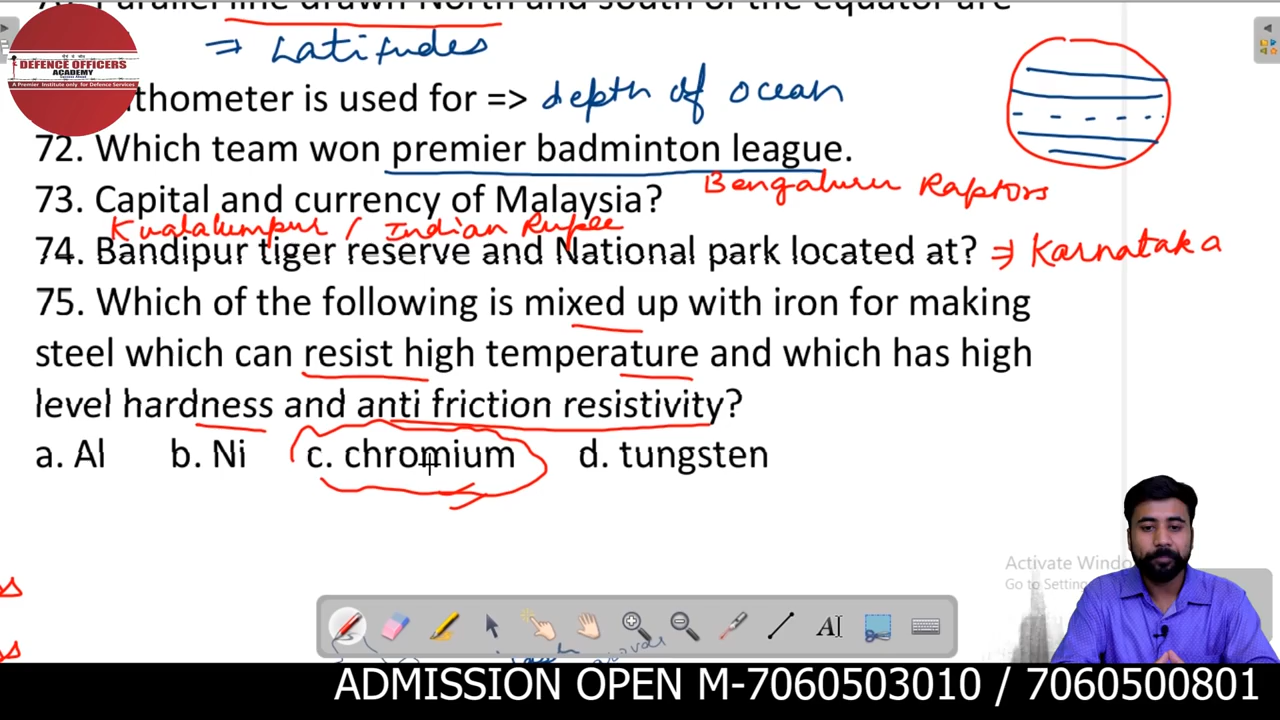 Parallel line drawn North and south of the equator are
⇒ Latitudes
DEFENCE OFFICERS
ACADEMY
A Premier Institute only for Defence Services
athometer is used for => depth of ocean
72. Which team won premier badminton league.
Bengaluru Raptors
73. Capital and currency of Malaysia?
Kualalumpur / Indian Rupee
74. Bandipur tiger reserve and National park located at? ⇒ Karnataka
75. Which of the following is mixed up with iron for making
steel which can resist high temperature and which has high
level hardness and anti friction resistivity?
a. Al b. Ni c. chromium d. tungsten
Activate Windo
Go to Settings
ADMISSION OPEN M-7060503010 / 7060500801